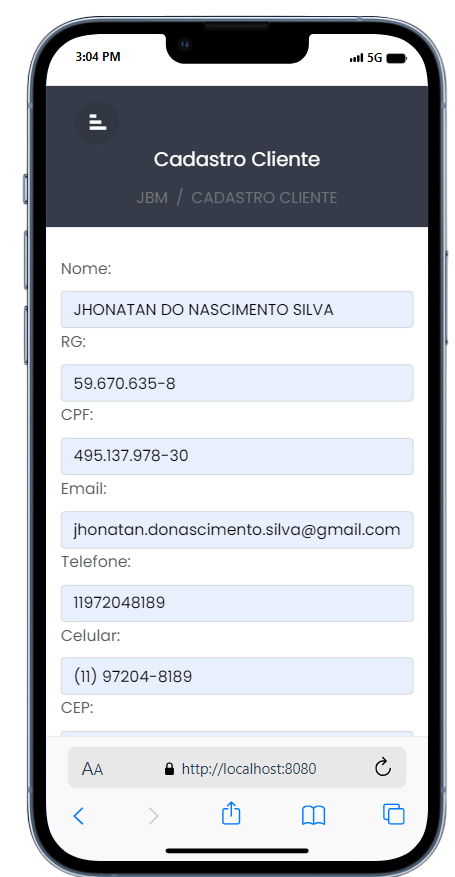 3:04 PM 5G
Cadastro Cliente
JBM / CADASTRO CLIENTE
Nome:
JHONATAN DO NASCIMENTO SILVA
RG:
59.670.635-8
CPF:
495.137.978-30
Email:
jhonatan.donascimento.silva@gmail.com
Telefone:
11972048189
Celular:
(11) 97204-8189
CEP:
AA http://localhost:8080